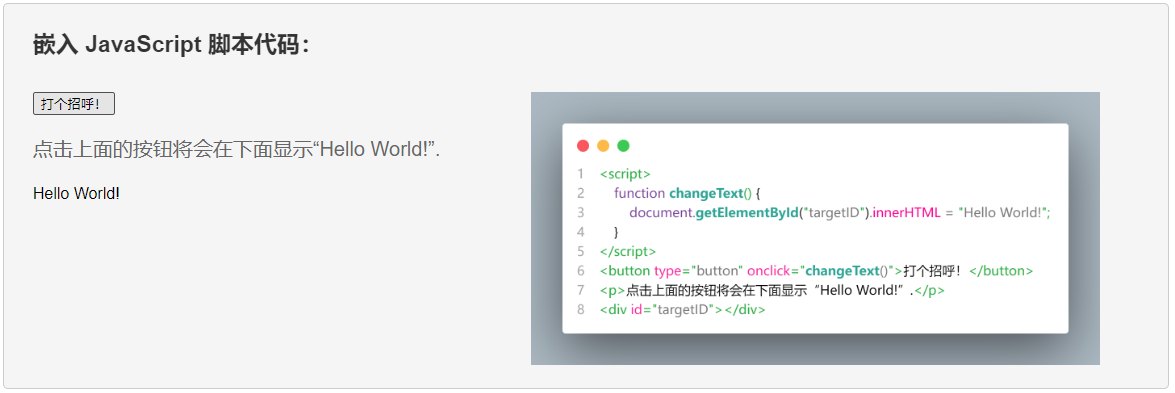 嵌入 JavaScript 脚本代码：
打个招呼！
点击上面的按钮将会在下面显示“Hello World!”.
Hello World!
1 <script>
2 function changeText() {
3 document.getElementById("targetID").innerHTML = "Hello World!";
4 }
5 </script>
6 <button type="button" onclick="changeText()">打个招呼！</button>
7 <p>点击上面的按钮将会在下面显示“Hello World!”.</p>
8 <div id="targetID"></div>